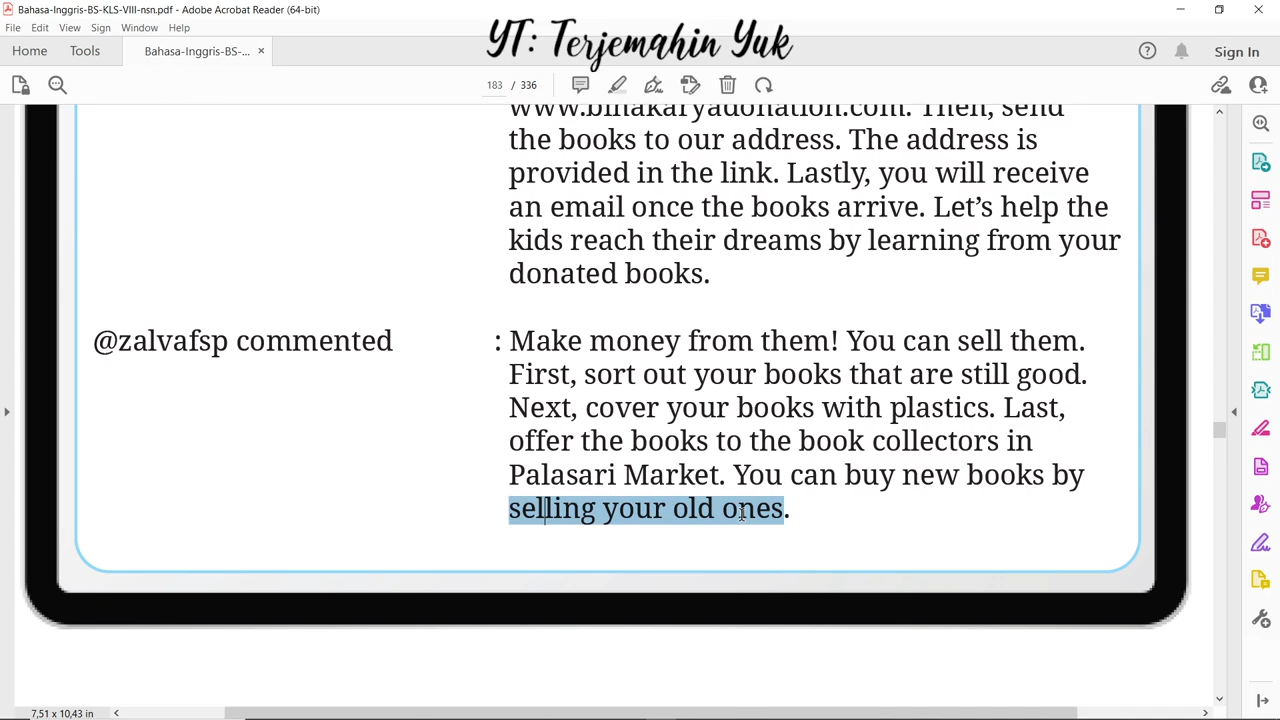 Bahasa-Inggris-BS-KLS-VIII-nsn.pdf - Adobe Acrobat Reader (64-bit)
File Edit View Sign Window Help
YT: Terjemahin Yuk
Home Tools Bahasa-Inggris-BS-... × Sign In
183 / 336
www.binakaryadonation.com. Then, send
the books to our address. The address is
provided in the link. Lastly, you will receive
an email once the books arrive. Let’s help the
kids reach their dreams by learning from your
donated books.
@zalvafsp commented : Make money from them! You can sell them.
First, sort out your books that are still good.
Next, cover your books with plastics. Last,
offer the books to the book collectors in
Palasari Market. You can buy new books by
selling your old ones.
7,51 x 10,43 in